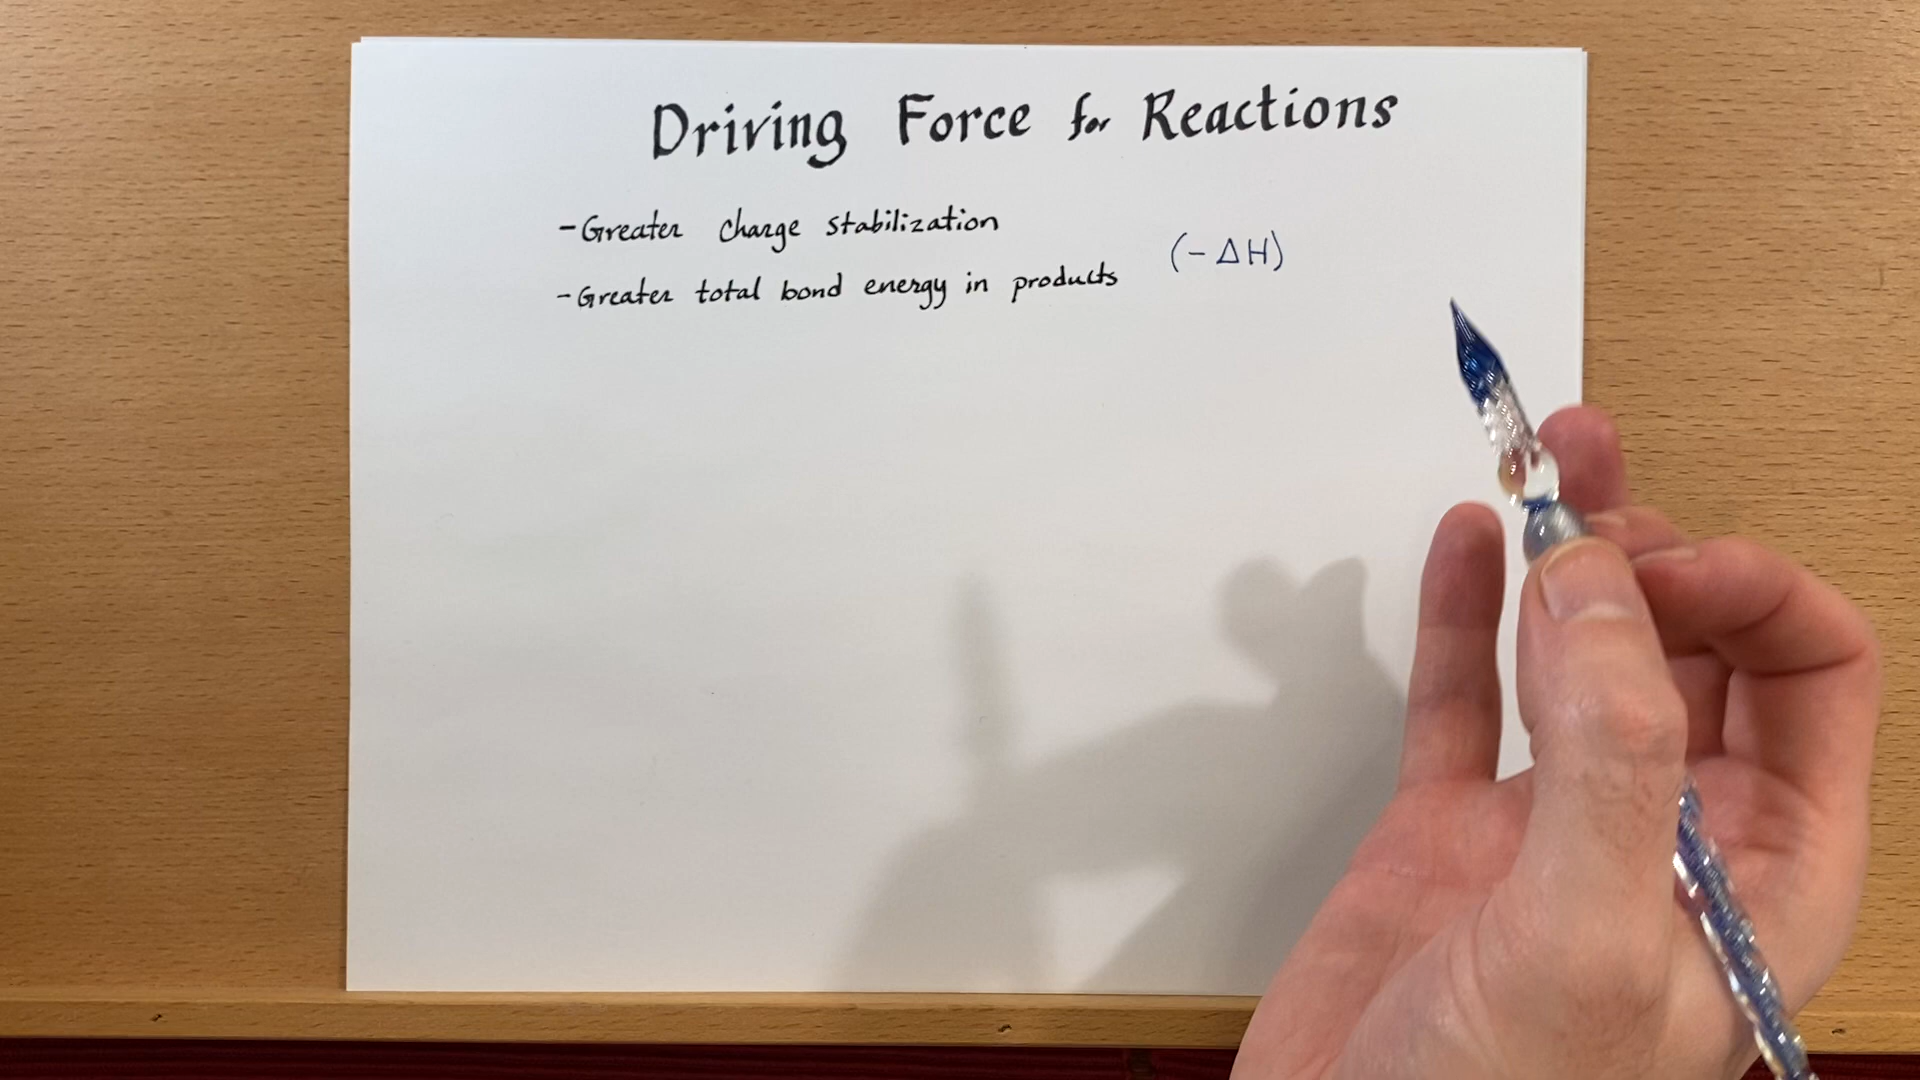 Driving Force for Reactions
- Greater charge stabilization
(- ΔH)
- Greater total bond energy in products